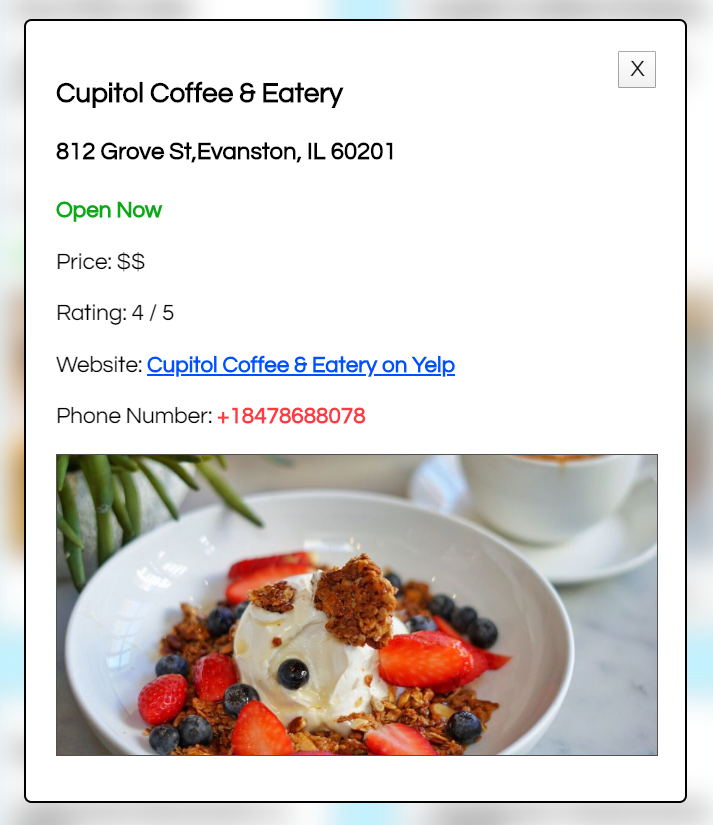 X
Cupitol Coffee & Eatery
812 Grove St,Evanston, IL 60201
Open Now
Price: $$
Rating: 4 / 5
Website: Cupitol Coffee & Eatery on Yelp
Phone Number: +18478688078